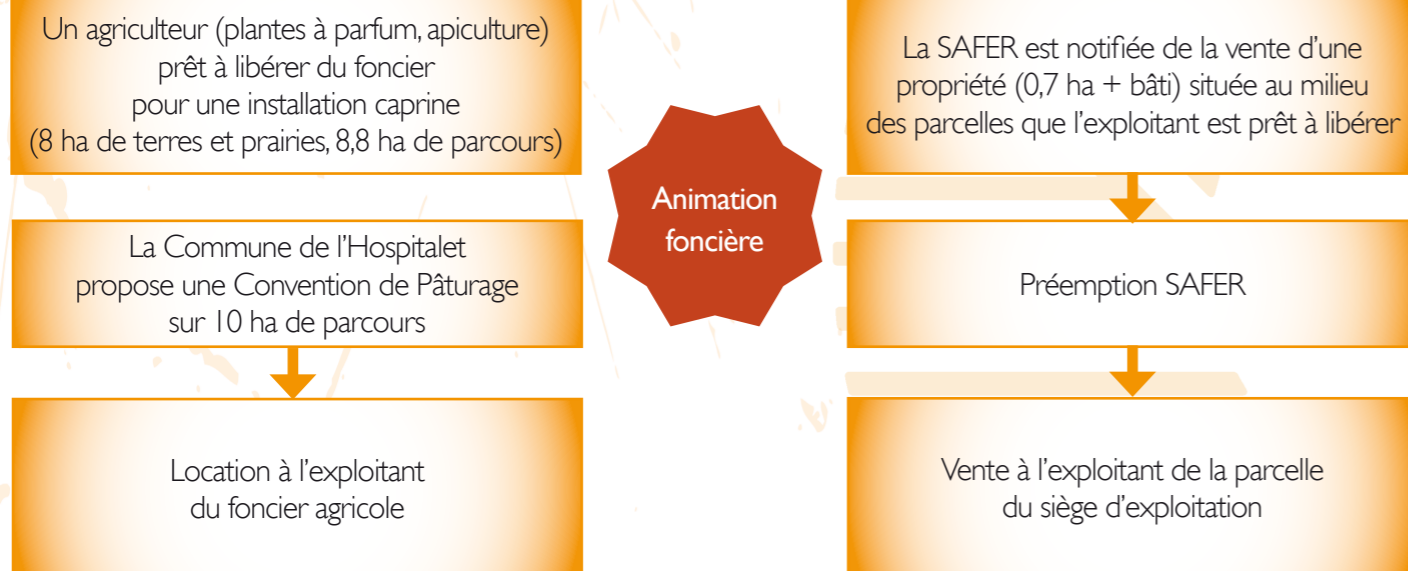 Un agriculteur (plantes à parfum, apiculture)
prêt à libérer du foncier
pour une installation caprine
(8 ha de terres et prairies, 8,8 ha de parcours)
La Commune de l’Hospitalet
propose une Convention de Pâturage
sur 10 ha de parcours
Location à l’exploitant
du foncier agricole
Animation
foncière
La SAFER est notifiée de la vente d’une
propriété (0,7 ha + bâti) située au milieu
des parcelles que l’exploitant est prêt à libérer
Préemption SAFER
Vente à l’exploitant de la parcelle
du siège d’exploitation